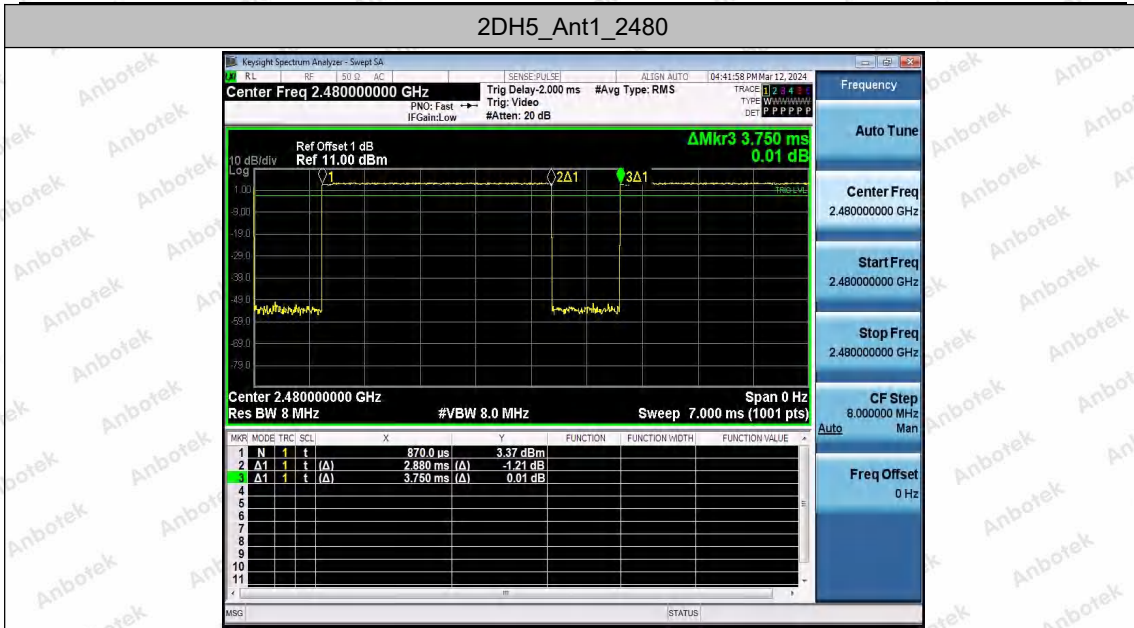 2DH5_Ant1_2480
Keysight Spectrum Analyzer - Swept SA
RL RF 50 Ω AC SENSE:PULSE ALIGN AUTO 04:41:58 PM Mar 12, 2024
Center Freq 2.480000000 GHz Trig Delay-2.000 ms #Avg Type: RMS TRACE 1 2 3 4 5 6
PNO: Fast Trig: Video TYPE WWWWWW
IFGain:Low #Atten: 20 dB DET P P P P P P
ΔMkr3 3.750 ms
0.01 dB
Ref Offset 1 dB
10 dB/div Ref 11.00 dBm
Log
1 2Δ1 3Δ1
1.00
TRIG LVL
-9.00
-19.0
-29.0
-39.0
-49.0
-59.0
-69.0
-79.0
Center 2.480000000 GHz Span 0 Hz
Res BW 8 MHz #VBW 8.0 MHz Sweep 7.000 ms (1001 pts)
MKR MODE TRC SCL X Y FUNCTION FUNCTION WIDTH FUNCTION VALUE
1 N 1 t 870.0 µs 3.37 dBm
2 Δ1 1 t (Δ) 2.880 ms (Δ) -1.21 dB
3 Δ1 1 t (Δ) 3.750 ms (Δ) 0.01 dB
4
5
6
7
8
9
10
11
MSG STATUS
Frequency
Auto Tune
Center Freq
2.480000000 GHz
Start Freq
2.480000000 GHz
Stop Freq
2.480000000 GHz
CF Step
8.000000 MHz
Auto Man
Freq Offset
0 Hz
Anbotek